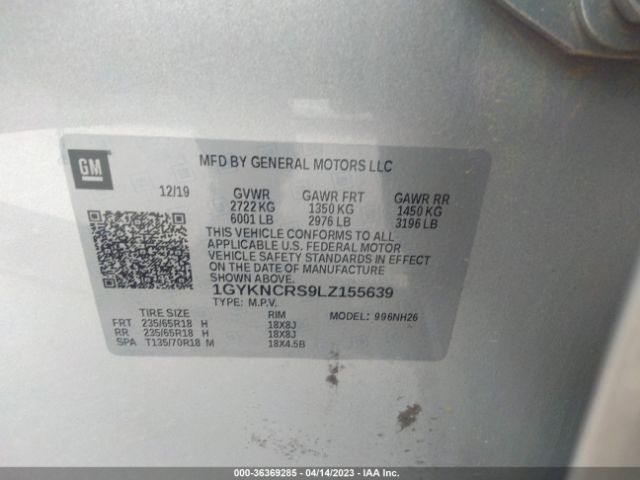 GM
MFD BY GENERAL MOTORS LLC
12/19 GVWR GAWR FRT GAWR RR
2722 KG 1350 KG 1450 KG
6001 LB 2976 LB 3196 LB
THIS VEHICLE CONFORMS TO ALL
APPLICABLE U.S. FEDERAL MOTOR
VEHICLE SAFETY STANDARDS IN EFFECT
ON THE DATE OF MANUFACTURE SHOWN ABOVE.
1GYKNCRS9LZ155639
TYPE: M.P.V.
TIRE SIZE RIM MODEL: 996NH26
FRT 235/65R18 H 18X8J
RR 235/65R18 H 18X8J
SPA T135/70R18 M 18X4.5B
000-36369285 - 04/14/2023 - IAA Inc.